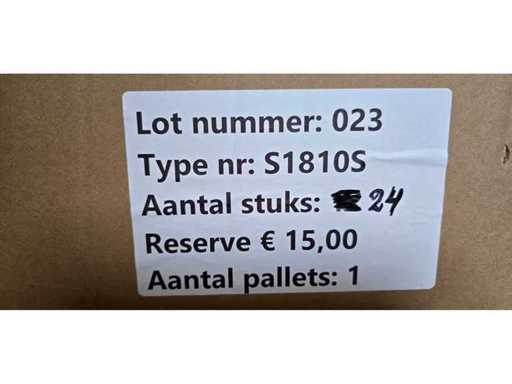 Lot nummer: 023
Type nr: S1810S
Aantal stuks: 24
Reserve € 15,00
Aantal pallets: 1